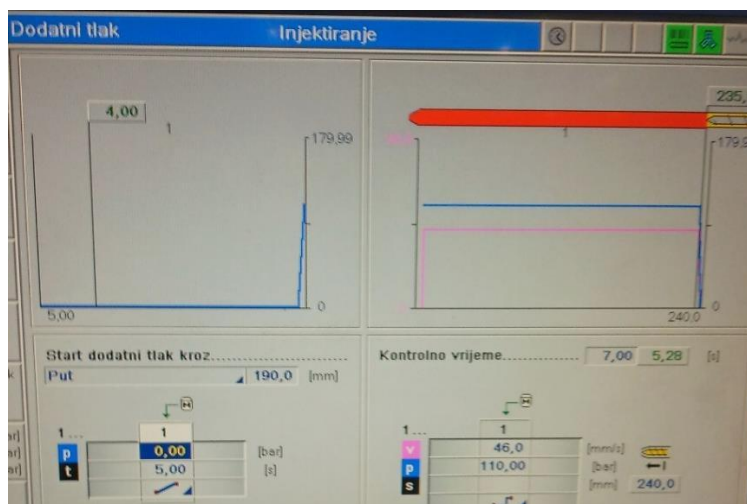 Dodatni tlak
Injektiranje
4,00
1
179,99
0
5,00
235,
1
0
240,0
Start dodatni tlak kroz
Put 190,0 [mm]
1...
1
p 0,00 [bar]
t 5,00 [s]
Kontrolno vrijeme 7,00 5,28 [s]
1...
1
v 46,0 [mm/s]
p 110,00 [bar]
s [mm] 240,0